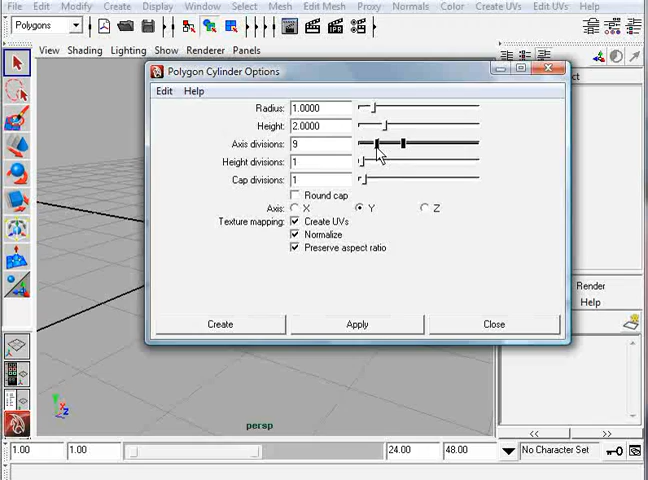 File Edit Modify Create Display Window Select Mesh Edit Mesh Proxy Normals Color Create UVs Edit UVs Help
Polygons
View Shading Lighting Show Renderer Panels
Polygon Cylinder Options
Edit Help
Radius: 1.0000
Height: 2.0000
Axis divisions: 9
Height divisions: 1
Cap divisions: 1
Round cap
Axis: X Y Z
Texture mapping: Create UVs
Normalize
Preserve aspect ratio
Create Apply Close
Render
Help
persp
<< >>
1.00 1.00 24.00 48.00 No Character Set